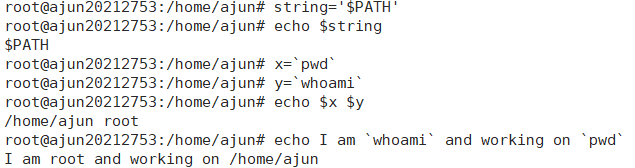 root@ajun20212753:/home/ajun# string='$PATH'
root@ajun20212753:/home/ajun# echo $string
$PATH
root@ajun20212753:/home/ajun# x=`pwd`
root@ajun20212753:/home/ajun# y=`whoami`
root@ajun20212753:/home/ajun# echo $x $y
/home/ajun root
root@ajun20212753:/home/ajun# echo I am `whoami` and working on `pwd`
I am root and working on /home/ajun